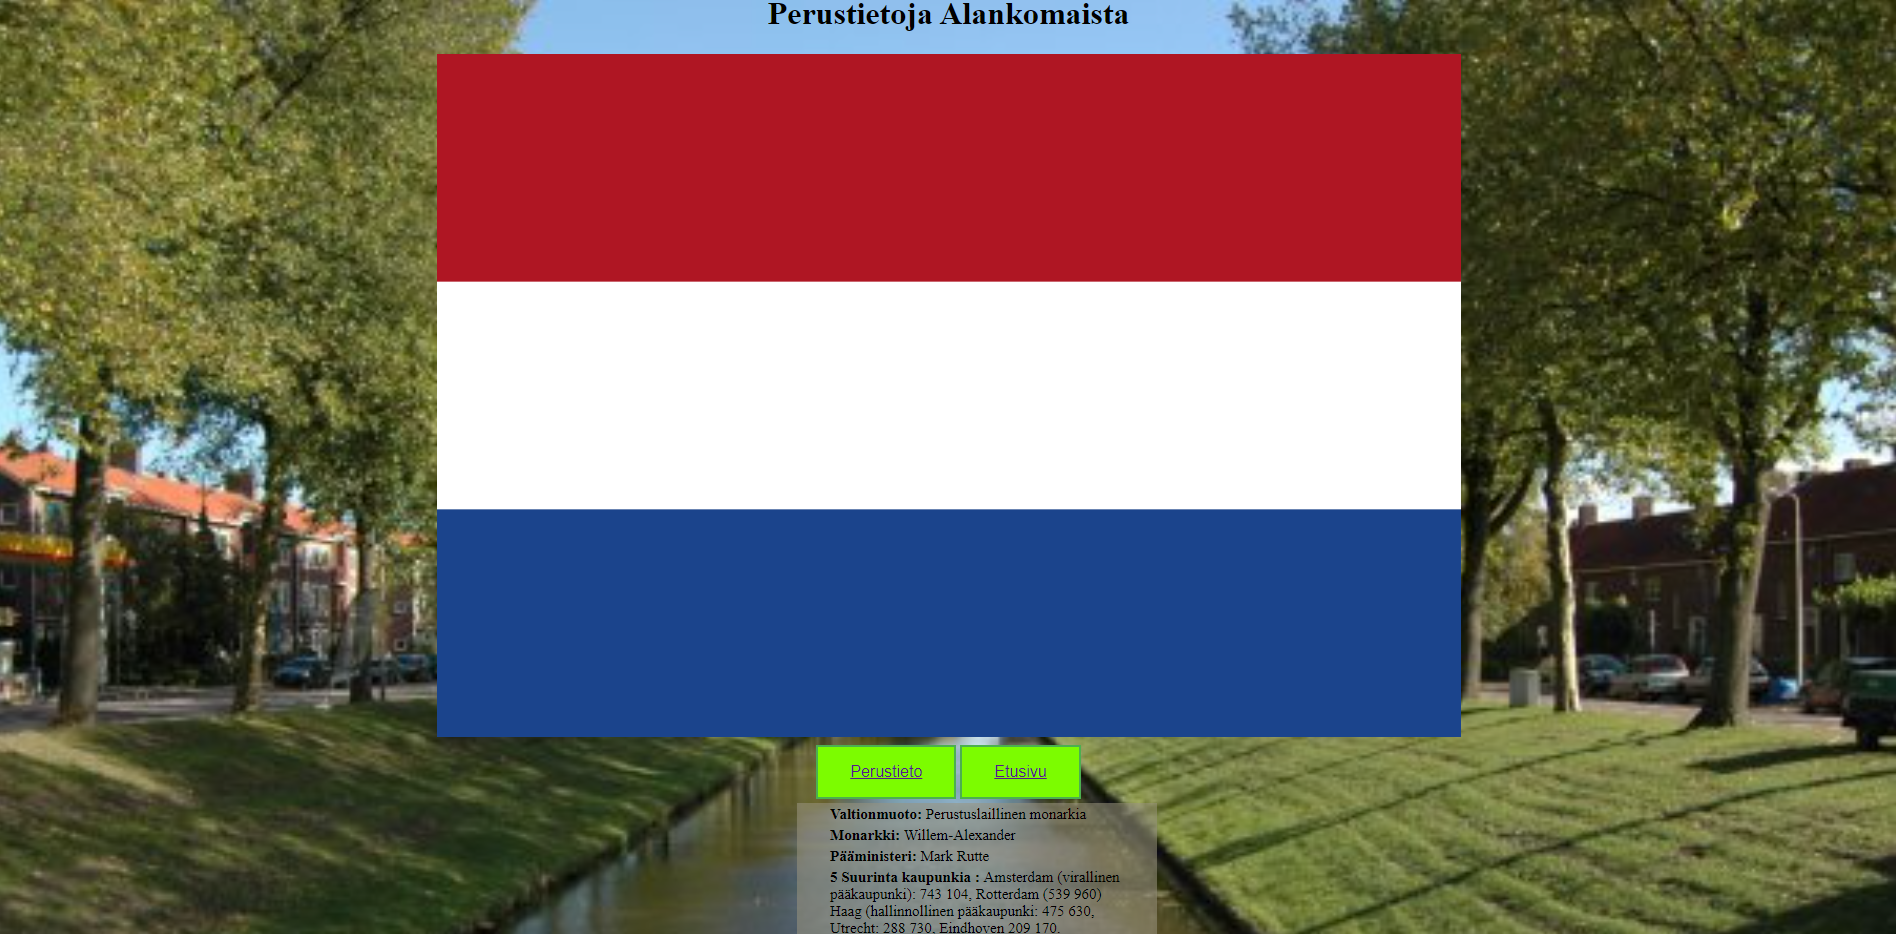 Perustietoja Alankomaista
Perustieto
Etusivu
Valtionmuoto: Perustuslaillinen monarkia
Monarkki: Willem-Alexander
Pääministeri: Mark Rutte
5 Suurinta kaupunkia : Amsterdam (virallinen
pääkaupunki): 743 104, Rotterdam (539 960)
Haag (hallinnollinen pääkaupunki: 475 630,
Utrecht: 288 730, Eindhoven 209 170.